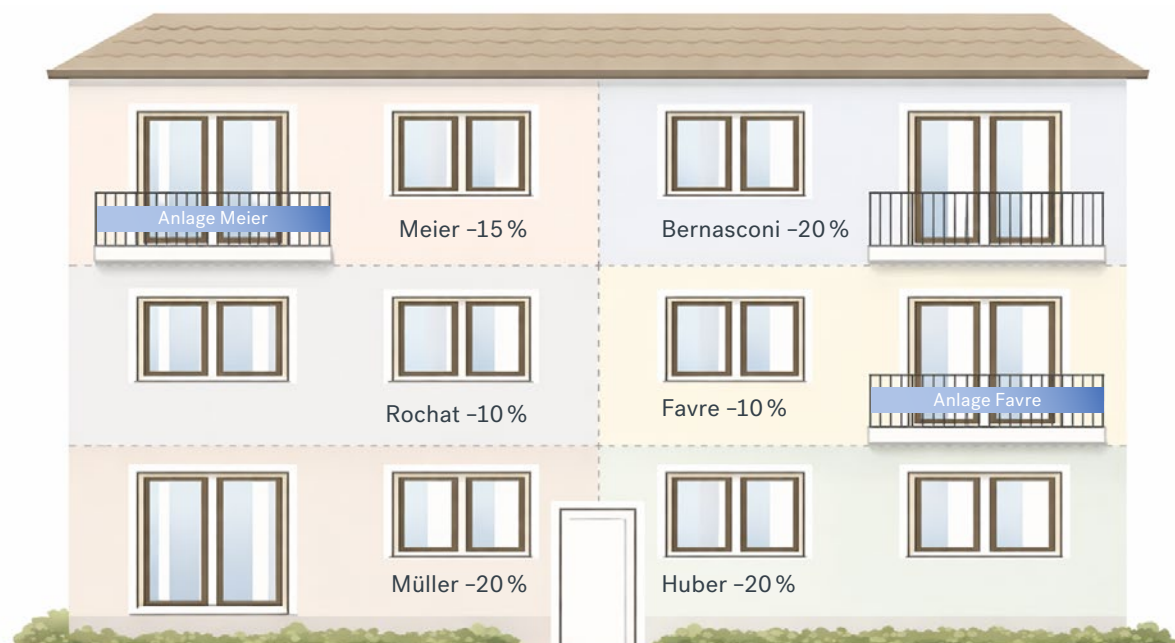 Anlage Meier
Meier –15 %
Bernasconi –20 %
Rochat –10 %
Favre –10 %
Anlage Favre
Müller –20 %
Huber –20 %